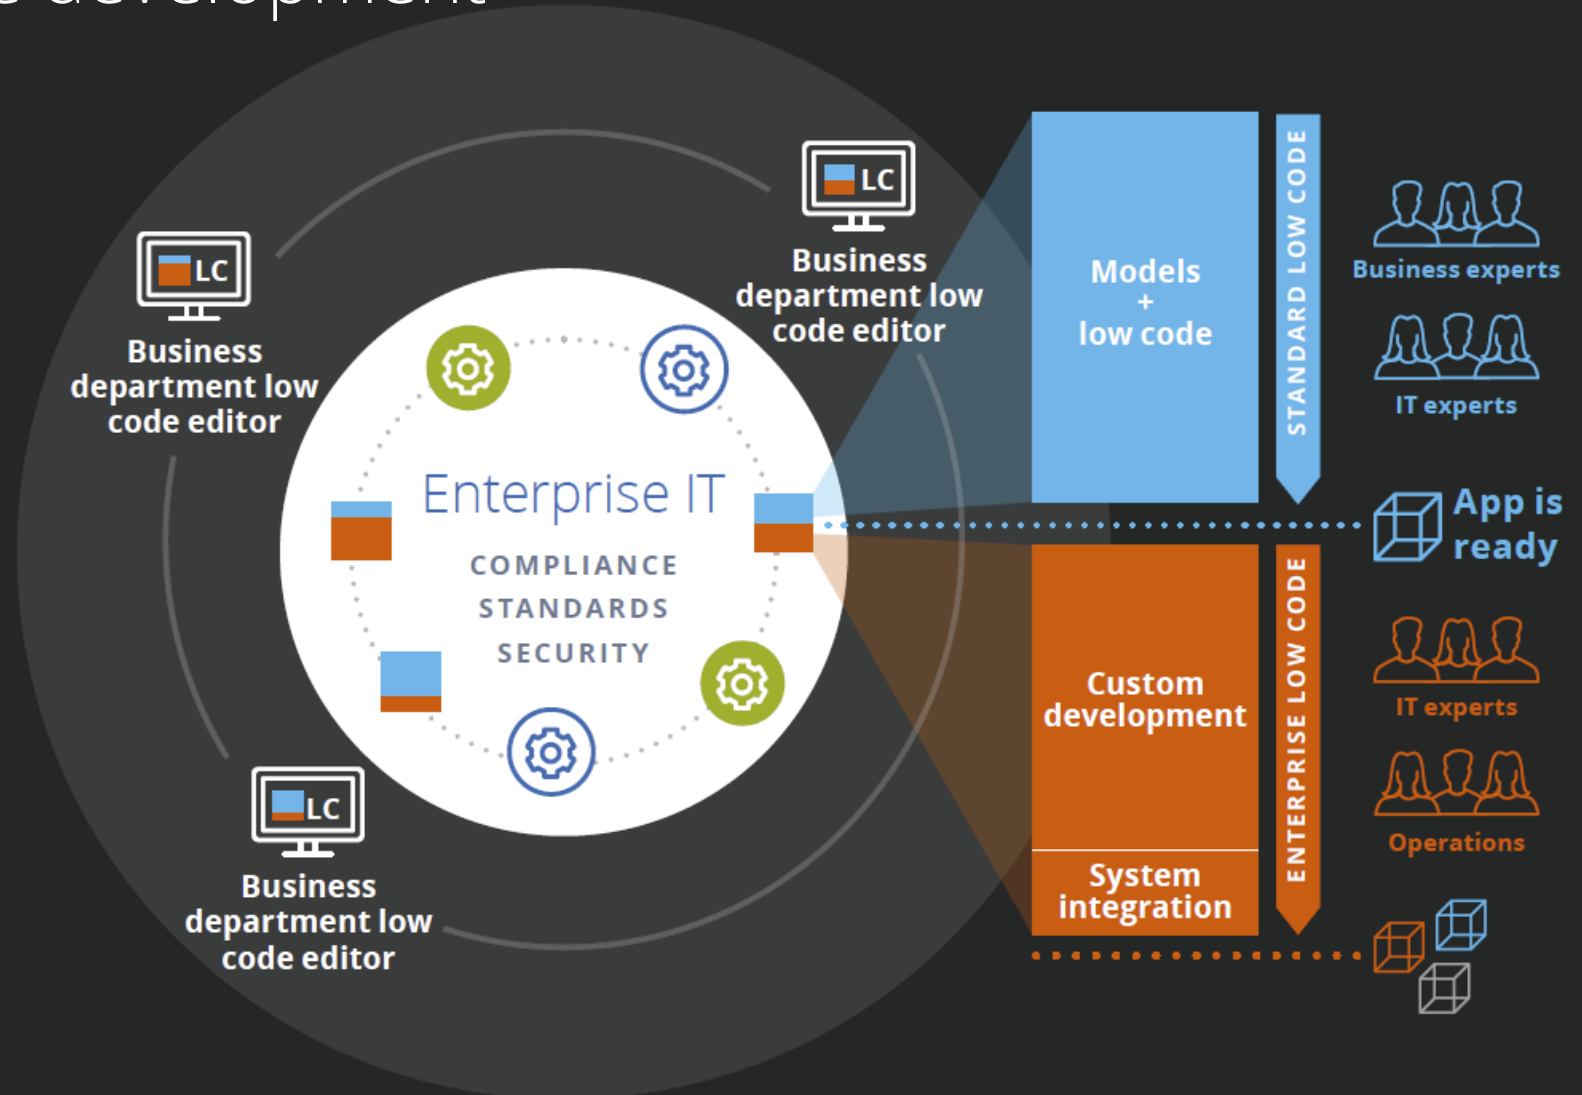 e development
LC
Business
department low
code editor
LC
Business
department low
code editor
LC
Business
department low
code editor
Enterprise IT
COMPLIANCE
STANDARDS
SECURITY
Models
+
low code
STANDARD LOW CODE
Business experts
IT experts
App is
ready
Custom
development
System
integration
ENTERPRISE LOW CODE
IT experts
Operations